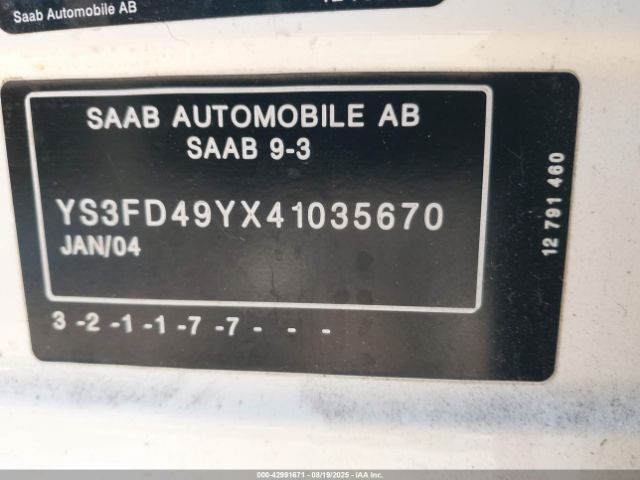 Saab Automobile AB
SAAB AUTOMOBILE AB
SAAB 9-3
YS3FD49YX41035670
JAN/04
3 -2 -1 -1 -7 -7 - - -
12 791 460
000-42991671 - 08/19/2025 - IAA Inc.